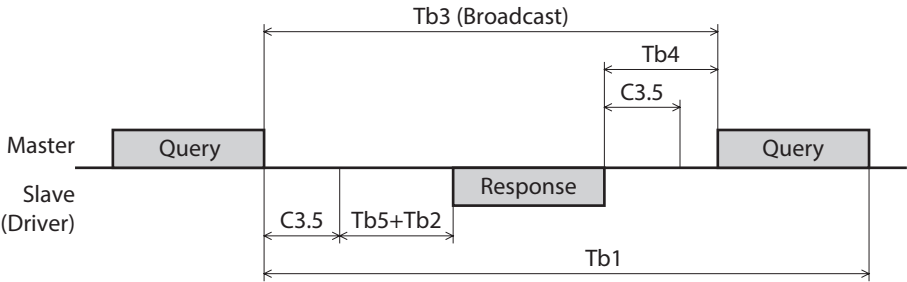 Tb3 (Broadcast)
Tb4
C3.5
Master
Query
Query
Slave
(Driver)
Response
C3.5
Tb5+Tb2
Tb1